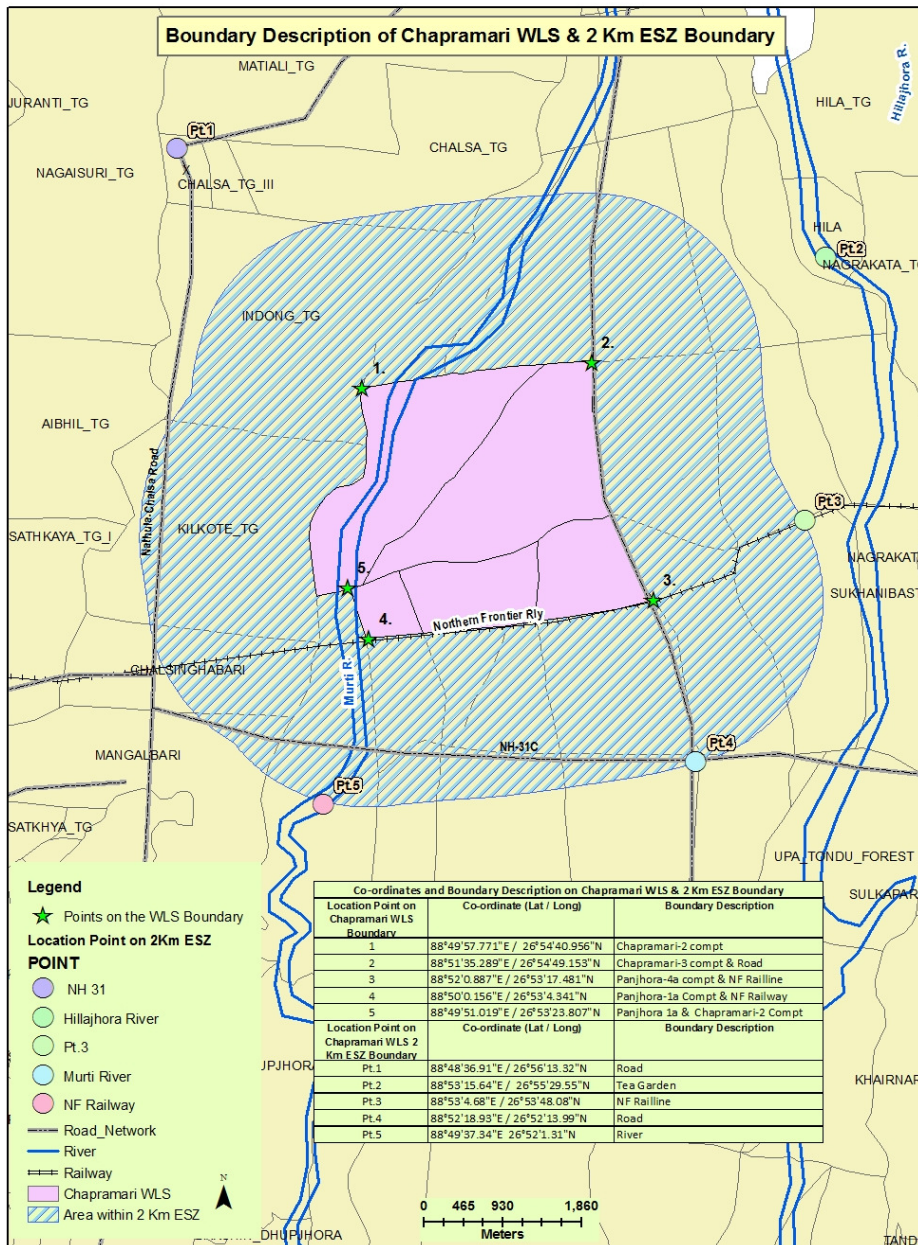 Boundary Description of Chapramari WLS & 2 Km ESZ Boundary
MATIALI_TG
JURANTI_TG
HILA_TG
Hillajhora R.
Pt.1
CHALSA_TG
NAGAISURI_TG
X
CHALSA_TG_III
HILA
Pt.2
NAGRAKATA_TG
INDONG_TG
2.
1.
AIBHIL_TG
Nathula-Chalsa Road
Pt.3
KILKOTE_TG
SATHKAYA_TG_I
NAGRAKATA
SUKHANIBAST
5.
3.
Northern Frontier Rly
4.
CHALSINGHABARI
Murti R.
NH-31C
Pt.4
MANGALBARI
Pt.5
SATKHYA_TG
UPA_TONDU_FOREST
SULKAPAR
Legend
Points on the WLS Boundary
Location Point on 2Km ESZ
POINT
NH 31
Hillajhora River
Pt.3
Murti River
NF Railway
Road_Network
River
Railway
Chapramari WLS
Area within 2 Km ESZ
N
Co-ordinates and Boundary Description on Chapramari WLS & 2 Km ESZ Boundary
Location Point on Chapramari WLS Boundary Co-ordinate (Lat / Long) Boundary Description
1 88°49'57.771"E / 26°54'40.956"N Chapramari-2 compt
2 88°51'35.289"E / 26°54'49.153"N Chapramari-3 compt & Road
3 88°52'0.887"E / 26°53'17.481"N Panjhora-4a compt & NF Railline
4 88°50'0.156"E / 26°53'4.341"N Panjhora-1a Compt & NF Railway
5 88°49'51.019"E / 26°53'23.807"N Panjhora 1a & Chapramari-2 Compt
Location Point on Chapramari WLS 2 Km ESZ Boundary Co-ordinate (Lat / Long) Boundary Description
Pt.1 88°48'36.91"E / 26°56'13.32"N Road
Pt.2 88°53'15.64"E / 26°55'29.55"N Tea Garden
Pt.3 88°53'4.68"E / 26°53'48.08"N NF Railline
Pt.4 88°52'18.93"E / 26°52'13.99"N Road
Pt.5 88°49'37.34"E 26°52'1.31"N River
UPJHORA
KHAIRNAR
DHUPJHORA
TAND
0 465 930 1,860
Meters